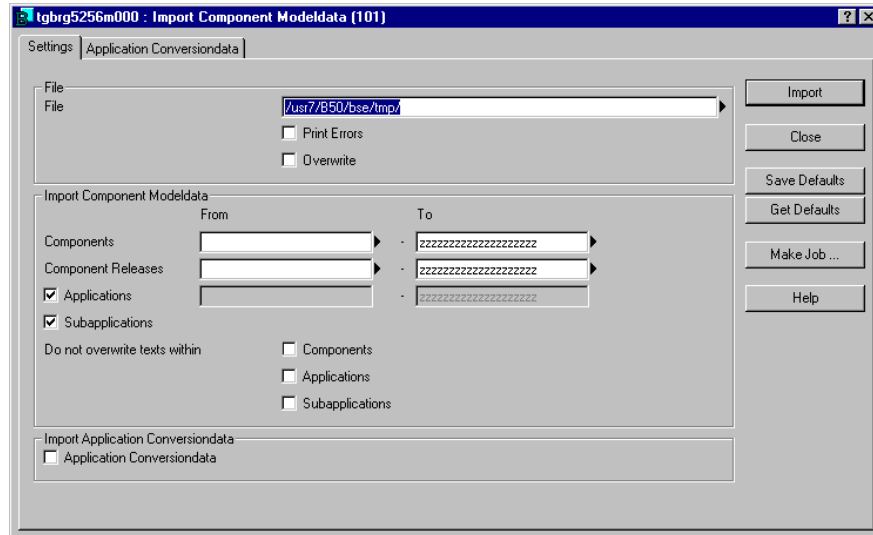 tgbrg5256m000 : Import Component Modeldata (101)
Settings
Application Conversiondata
File
File
/usr7/B50/bse/tmp/
Print Errors
Overwrite
Import Component Modeldata
From
To
Components
-
zzzzzzzzzzzzzzzzzzzz
Component Releases
-
zzzzzzzzzzzzzzzzzzzz
Applications
-
zzzzzzzzzzzzzzzzzzzz
Subapplications
Do not overwrite texts within
Components
Applications
Subapplications
Import Application Conversiondata
Application Conversiondata
Import
Close
Save Defaults
Get Defaults
Make Job ...
Help